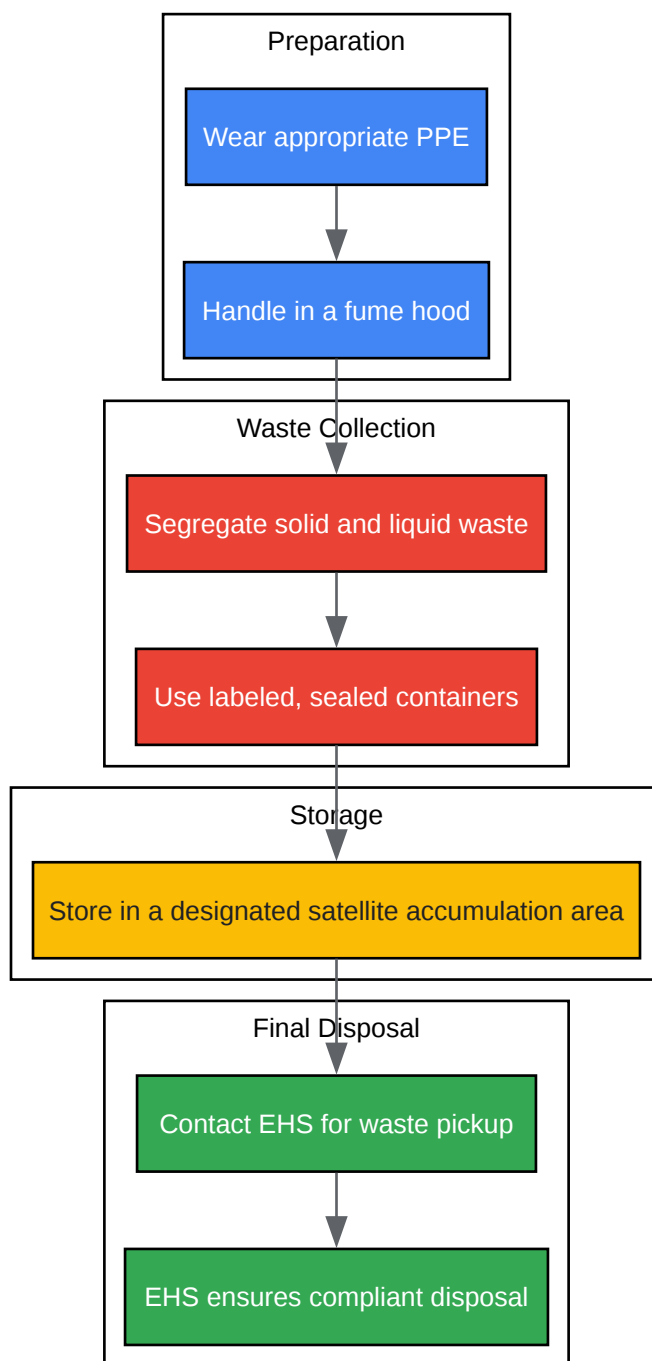 Preparation
Wear appropriate PPE
Handle in a fume hood
Waste Collection
Segregate solid and liquid waste
Use labeled, sealed containers
Storage
Store in a designated satellite accumulation area
Final Disposal
Contact EHS for waste pickup
EHS ensures compliant disposal